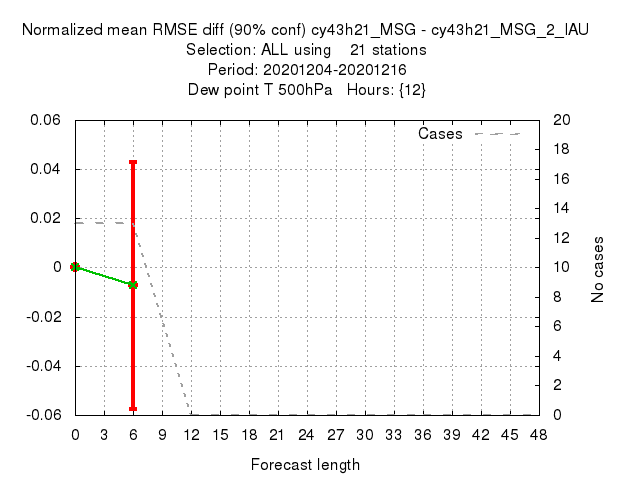 Normalized mean RMSE diff (90% conf) cy43h21_MSG - cy43h21_MSG_2_IAU
Selection: ALL using    21 stations
Period: 20201204-20201216
Dew point T 500hPa   Hours: {12}
Cases
0.06
0.04
0.02
0
-0.02
-0.04
-0.06
20
18
16
14
12
10
8
6
4
2
0
No cases
0 3 6 9 12 15 18 21 24 27 30 33 36 39 42 45 48
Forecast length